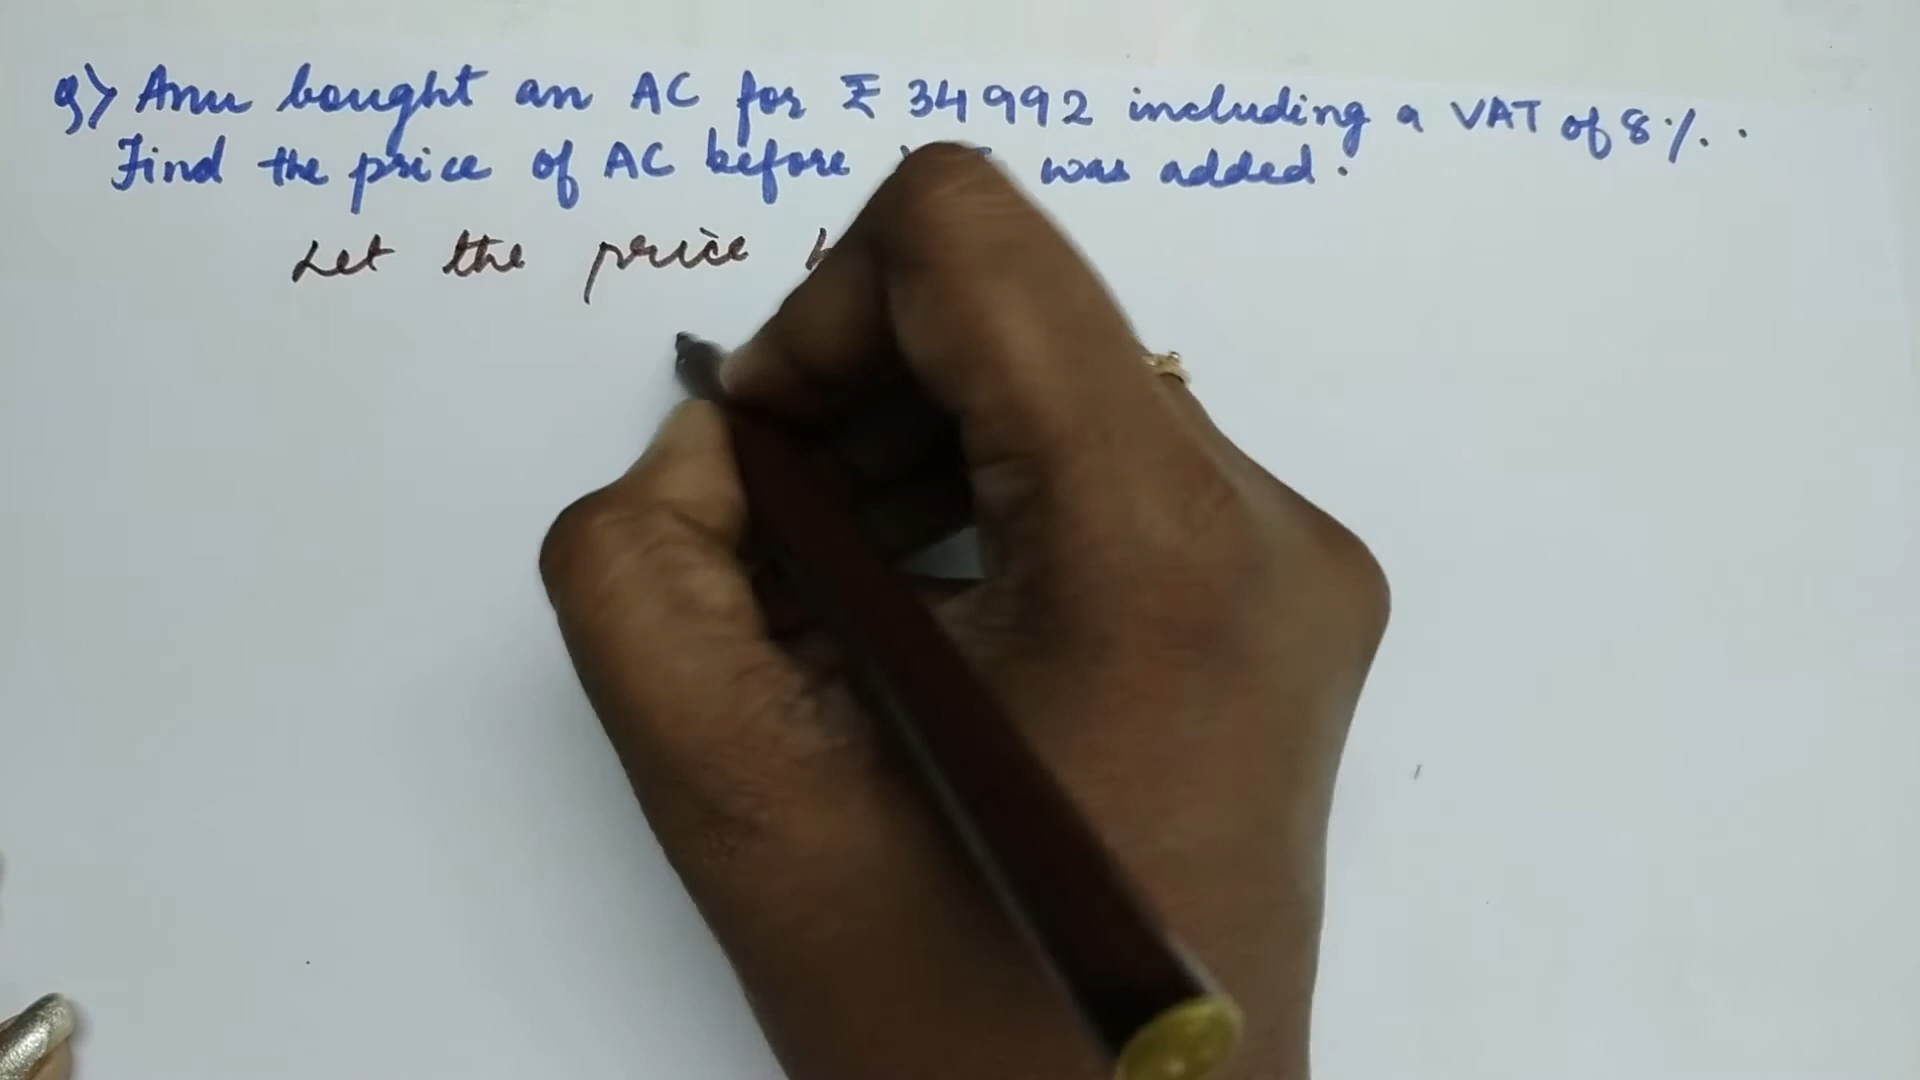 Q) Anu bought an AC for ₹ 34992 including a VAT of 8%.
Find the price of AC before was added.
Let the price